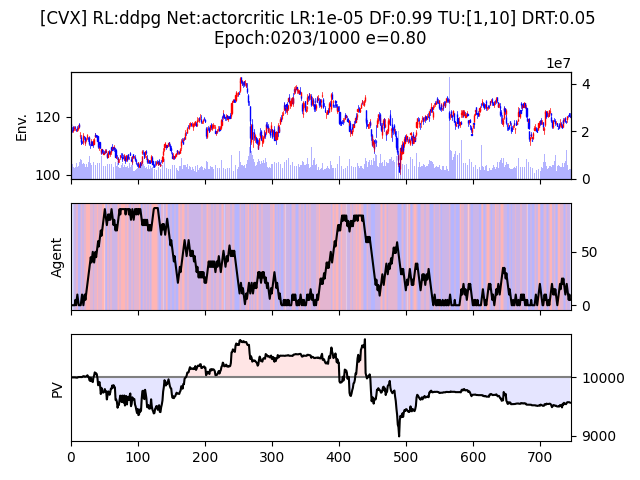 [CVX] RL:ddpg Net:actorcritic LR:1e-05 DF:0.99 TU:[1,10] DRT:0.05
Epoch:0203/1000 e=0.80
1e7
Env.
120
100
4
2
0
Agent
50
0
PV
10000
9000
0 100 200 300 400 500 600 700